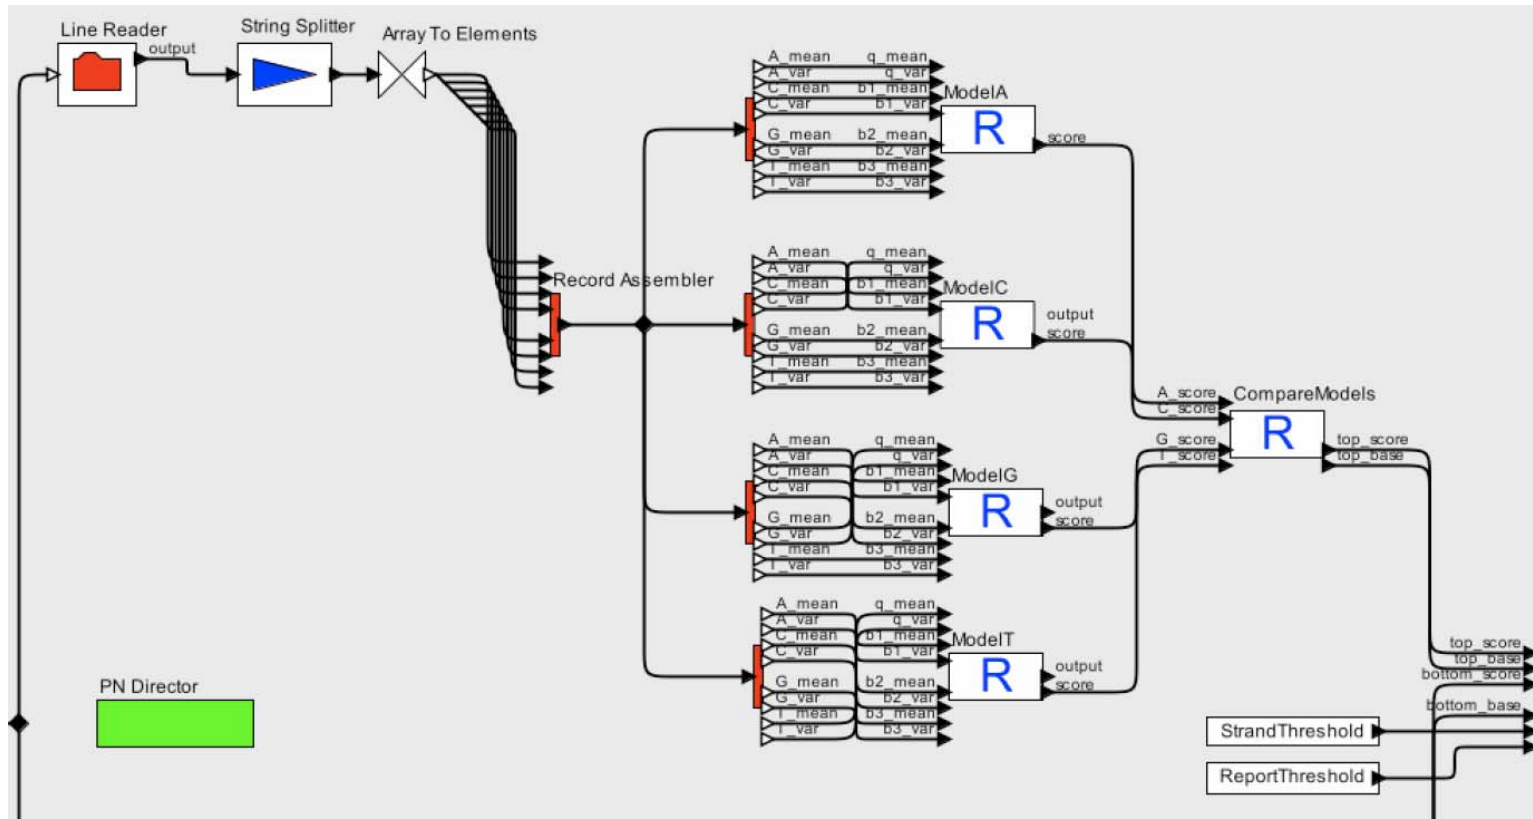 Line Reader
output
String Splitter
Array To Elements
Record Assembler
A_mean q_mean
A_var q_var
C_mean b1_mean
C_var b1_var
G_mean b2_mean
G_var b2_var
T_mean b3_mean
T_var b3_var
ModelA
R
score
A_mean q_mean
A_var q_var
C_mean b1_mean
C_var b1_var
G_mean b2_mean
G_var b2_var
T_mean b3_mean
T_var b3_var
ModelC
R
output
score
A_mean q_mean
A_var q_var
C_mean b1_mean
C_var b1_var
G_mean b2_mean
G_var b2_var
T_mean b3_mean
T_var b3_var
ModelG
R
output
score
A_mean q_mean
A_var q_var
C_mean b1_mean
C_var b1_var
G_mean b2_mean
G_var b2_var
T_mean b3_mean
T_var b3_var
ModelT
R
output
score
A_score
C_score
G_score
T_score
CompareModels
R
top_score
top_base
PN Director
top_score
top_base
bottom_score
bottom_base
StrandThreshold
ReportThreshold